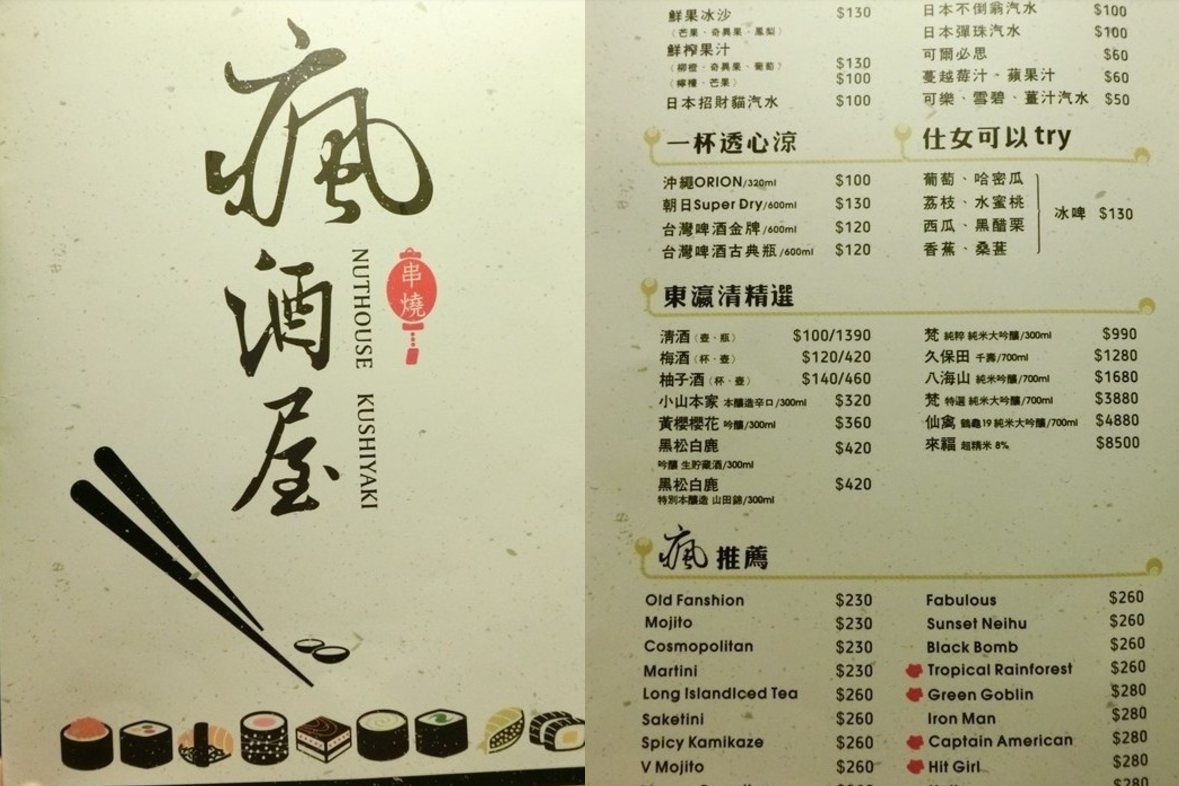 瘋
酒
屋
NUTHOUSE KUSHIYAKI
串
燒
鮮果冰沙 $130
(芒果、奇異果、鳳梨)
鮮榨果汁
(柳橙、奇異果、葡萄) $130
(檸檬、芒果) $100
日本招財貓汽水 $100
日本不倒翁汽水 $100
日本彈珠汽水 $100
可爾必思 $60
蔓越莓汁、蘋果汁 $60
可樂、雪碧、薑汁汽水 $50
一杯透心涼
沖繩ORION/320ml $100
朝日Super Dry/600ml $130
台灣啤酒金牌/600ml $120
台灣啤酒古典瓶/600ml $120
仕女可以 try
葡萄、哈密瓜
荔枝、水蜜桃
西瓜、黑醋栗
香蕉、桑葚
冰啤 $130
東瀛清精選
清酒(壺、瓶) $100/1390
梅酒(杯、壺) $120/420
柚子酒(杯、壺) $140/460
小山本家 本釀造辛口/300ml $320
黃櫻櫻花 吟釀/300ml $360
黑松白鹿 $420
吟釀 生貯藏酒/300ml
黑松白鹿 $420
特別本釀造 山田錦/300ml
梵 純粹 純米大吟釀/300ml $990
久保田 千壽/700ml $1280
八海山 純米吟釀/700ml $1680
梵 特選 純米大吟釀/700ml $3880
仙禽 鶴龜19 純米大吟釀/700ml $4880
來福 超精米 8% $8500
瘋 推薦
Old Fanshion $230
Mojito $230
Cosmopolitan $230
Martini $230
Long IslandIced Tea $260
Saketini $260
Spicy Kamikaze $260
V Mojito $260
Fabulous $260
Sunset Neihu $260
Black Bomb $260
Tropical Rainforest $260
Green Goblin $280
Iron Man $280
Captain American $280
Hit Girl $280
$280